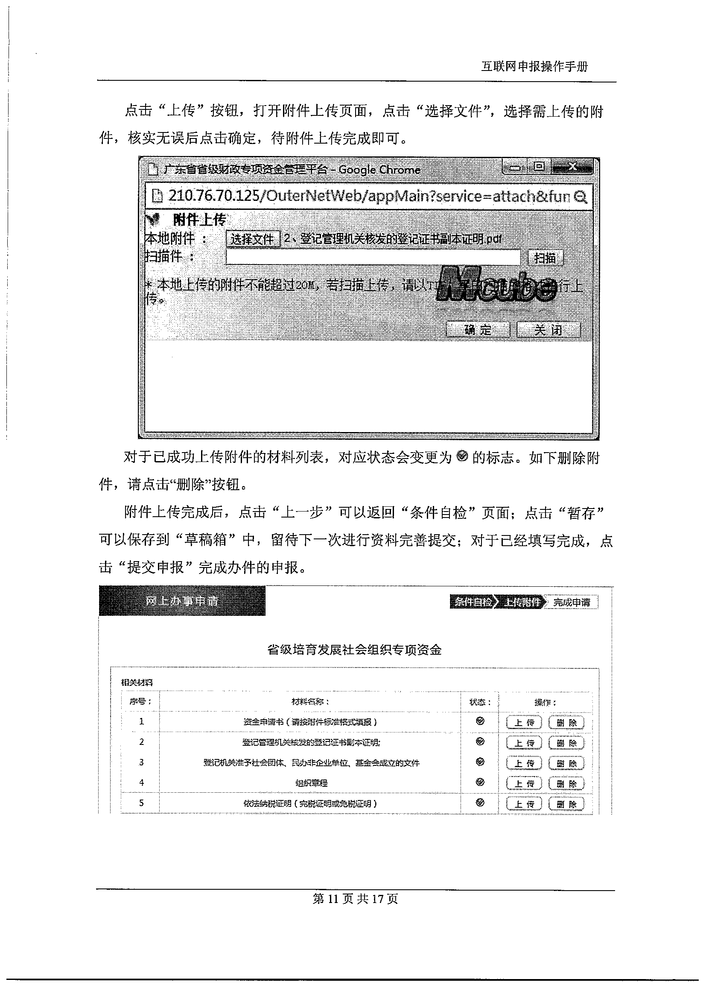 互联网申报操作手册
点击“上传”按钮，打开附件上传页面，点击“选择文件”，选择需上传的附
件，核实无误后点击确定，待附件上传完成即可。
广东省省级财政专项资金管理平台 - Google Chrome
210.76.70.125/OuterNetWeb/appMain?service=attach&fun
附件上传
本地附件： 选择文件 2、登记管理机关核发的登记证书副本证明.pdf
扫描件： 扫描
* 本地上传的附件不能超过20M，若扫描上传，请以 行上
传。
Mcube
确 定 关 闭
对于已成功上传附件的材料列表，对应状态会变更为 的标志。如下删除附
件，请点击“删除”按钮。
附件上传完成后，点击“上一步”可以返回“条件自检”页面；点击“暂存”
可以保存到“草稿箱”中，留待下一次进行资料完善提交；对于已经填写完成，点
击“提交申报”完成办件的申报。
网上办事申请 条件自检 上传附件 完成申请
省级培育发展社会组织专项资金
相关材料
序号： 材料名称： 状态： 操作：
1 资金申请书（请按附件标准格式填报） 上 传 删 除
2 登记管理机关核发的登记证书副本证明; 上 传 删 除
3 登记机关准予社会团体、民办非企业单位、基金会成立的文件 上 传 删 除
4 组织章程 上 传 删 除
5 依法纳税证明（完税证明或免税证明） 上 传 删 除
第 11 页 共 17 页